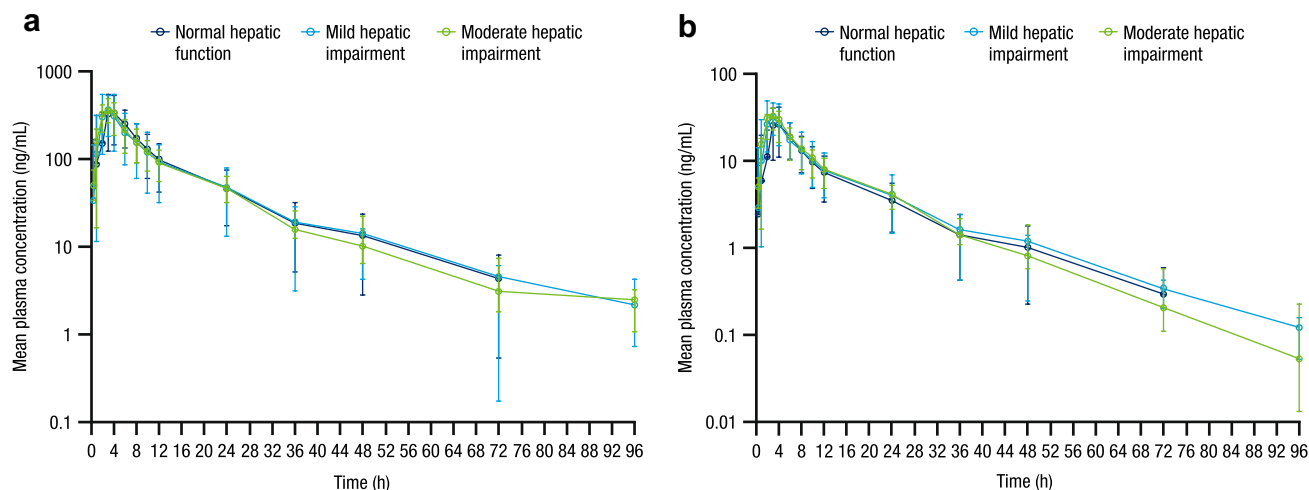 a
Normal hepatic function
Mild hepatic impairment
Moderate hepatic impairment
Mean plasma concentration (ng/mL)
1000
100
10
1
0.1
0 4 8 12 16 20 24 28 32 36 40 44 48 52 56 60 64 68 72 76 80 84 88 92 96
Time (h)
b
Normal hepatic function
Mild hepatic impairment
Moderate hepatic impairment
Mean plasma concentration (ng/mL)
100
10
1
0.1
0.01
0 4 8 12 16 20 24 28 32 36 40 44 48 52 56 60 64 68 72 76 80 84 88 92 96
Time (h)